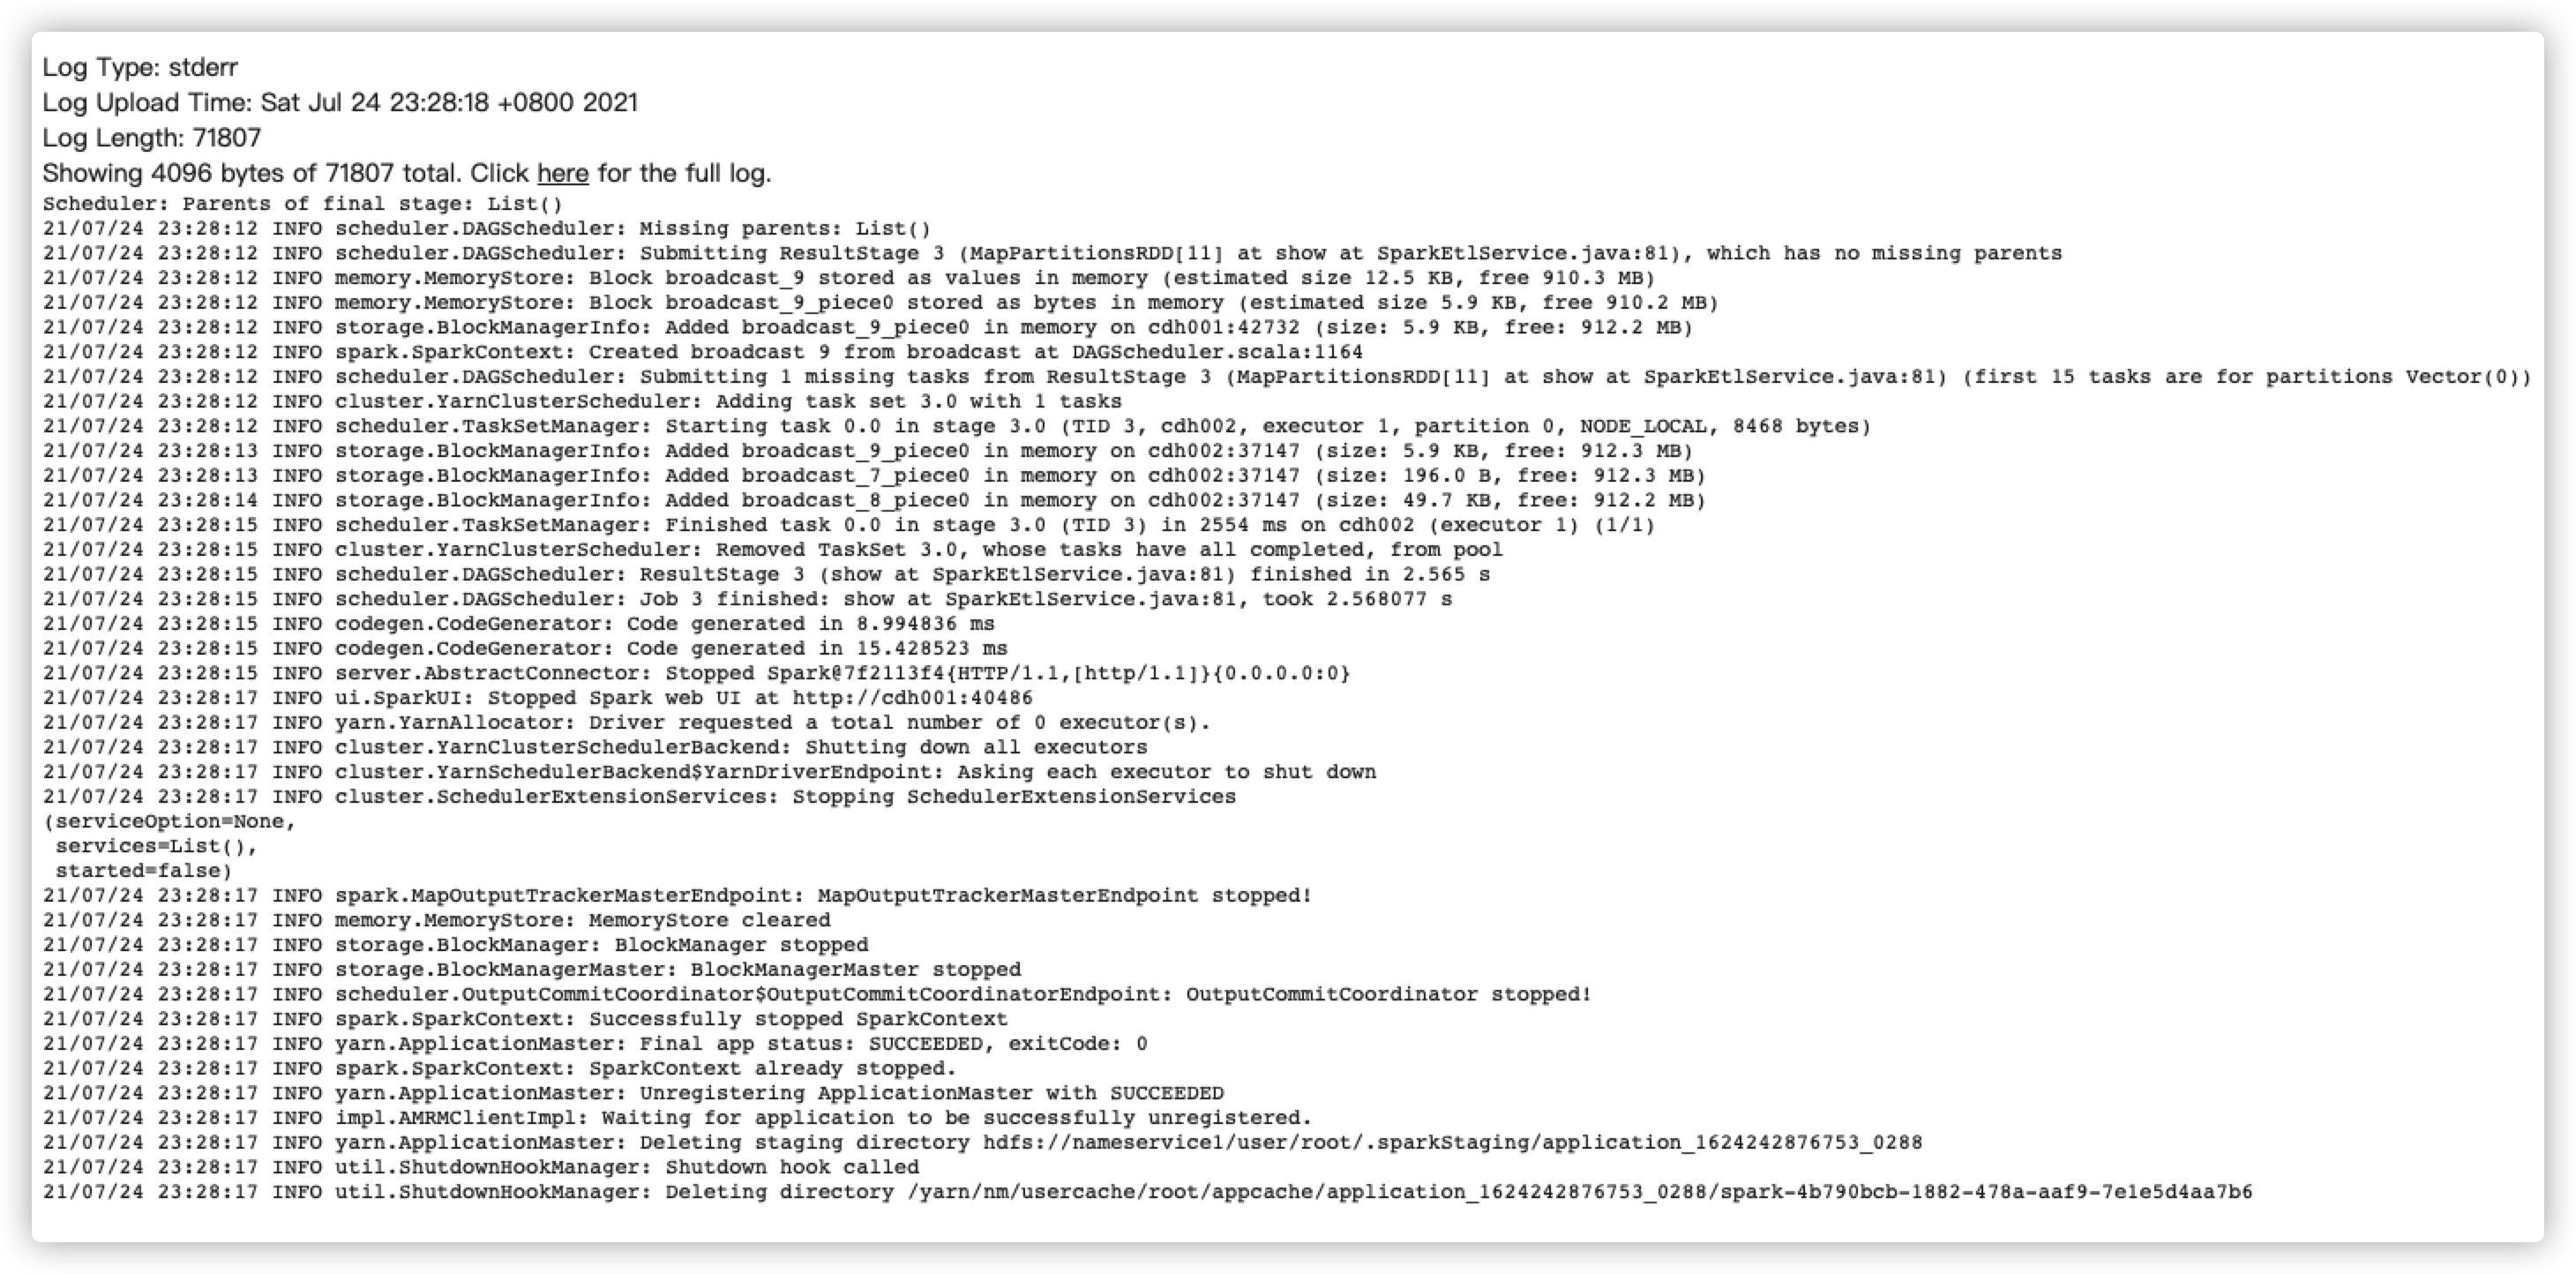 Log Type: stderr
Log Upload Time: Sat Jul 24 23:28:18 +0800 2021
Log Length: 71807
Showing 4096 bytes of 71807 total. Click here for the full log.
Scheduler: Parents of final stage: List()
21/07/24 23:28:12 INFO scheduler.DAGScheduler: Missing parents: List()
21/07/24 23:28:12 INFO scheduler.DAGScheduler: Submitting ResultStage 3 (MapPartitionsRDD[11] at show at SparkEtlService.java:81), which has no missing parents
21/07/24 23:28:12 INFO memory.MemoryStore: Block broadcast_9 stored as values in memory (estimated size 12.5 KB, free 910.3 MB)
21/07/24 23:28:12 INFO memory.MemoryStore: Block broadcast_9_piece0 stored as bytes in memory (estimated size 5.9 KB, free 910.2 MB)
21/07/24 23:28:12 INFO storage.BlockManagerInfo: Added broadcast_9_piece0 in memory on cdh001:42732 (size: 5.9 KB, free: 912.2 MB)
21/07/24 23:28:12 INFO spark.SparkContext: Created broadcast 9 from broadcast at DAGScheduler.scala:1164
21/07/24 23:28:12 INFO scheduler.DAGScheduler: Submitting 1 missing tasks from ResultStage 3 (MapPartitionsRDD[11] at show at SparkEtlService.java:81) (first 15 tasks are for partitions Vector(0))
21/07/24 23:28:12 INFO cluster.YarnClusterScheduler: Adding task set 3.0 with 1 tasks
21/07/24 23:28:12 INFO scheduler.TaskSetManager: Starting task 0.0 in stage 3.0 (TID 3, cdh002, executor 1, partition 0, NODE_LOCAL, 8468 bytes)
21/07/24 23:28:13 INFO storage.BlockManagerInfo: Added broadcast_9_piece0 in memory on cdh002:37147 (size: 5.9 KB, free: 912.3 MB)
21/07/24 23:28:13 INFO storage.BlockManagerInfo: Added broadcast_7_piece0 in memory on cdh002:37147 (size: 196.0 B, free: 912.3 MB)
21/07/24 23:28:14 INFO storage.BlockManagerInfo: Added broadcast_8_piece0 in memory on cdh002:37147 (size: 49.7 KB, free: 912.2 MB)
21/07/24 23:28:15 INFO scheduler.TaskSetManager: Finished task 0.0 in stage 3.0 (TID 3) in 2554 ms on cdh002 (executor 1) (1/1)
21/07/24 23:28:15 INFO cluster.YarnClusterScheduler: Removed TaskSet 3.0, whose tasks have all completed, from pool
21/07/24 23:28:15 INFO scheduler.DAGScheduler: ResultStage 3 (show at SparkEtlService.java:81) finished in 2.565 s
21/07/24 23:28:15 INFO scheduler.DAGScheduler: Job 3 finished: show at SparkEtlService.java:81, took 2.568077 s
21/07/24 23:28:15 INFO codegen.CodeGenerator: Code generated in 8.994836 ms
21/07/24 23:28:15 INFO codegen.CodeGenerator: Code generated in 15.428523 ms
21/07/24 23:28:15 INFO server.AbstractConnector: Stopped Spark@7f2113f4{HTTP/1.1,[http/1.1]}{0.0.0.0:0}
21/07/24 23:28:17 INFO ui.SparkUI: Stopped Spark web UI at http://cdh001:40486
21/07/24 23:28:17 INFO yarn.YarnAllocator: Driver requested a total number of 0 executor(s).
21/07/24 23:28:17 INFO cluster.YarnClusterSchedulerBackend: Shutting down all executors
21/07/24 23:28:17 INFO cluster.YarnSchedulerBackend$YarnDriverEndpoint: Asking each executor to shut down
21/07/24 23:28:17 INFO cluster.SchedulerExtensionServices: Stopping SchedulerExtensionServices
(serviceOption=None,
 services=List(),
 started=false)
21/07/24 23:28:17 INFO spark.MapOutputTrackerMasterEndpoint: MapOutputTrackerMasterEndpoint stopped!
21/07/24 23:28:17 INFO memory.MemoryStore: MemoryStore cleared
21/07/24 23:28:17 INFO storage.BlockManager: BlockManager stopped
21/07/24 23:28:17 INFO storage.BlockManagerMaster: BlockManagerMaster stopped
21/07/24 23:28:17 INFO scheduler.OutputCommitCoordinator$OutputCommitCoordinatorEndpoint: OutputCommitCoordinator stopped!
21/07/24 23:28:17 INFO spark.SparkContext: Successfully stopped SparkContext
21/07/24 23:28:17 INFO yarn.ApplicationMaster: Final app status: SUCCEEDED, exitCode: 0
21/07/24 23:28:17 INFO spark.SparkContext: SparkContext already stopped.
21/07/24 23:28:17 INFO yarn.ApplicationMaster: Unregistering ApplicationMaster with SUCCEEDED
21/07/24 23:28:17 INFO impl.AMRMClientImpl: Waiting for application to be successfully unregistered.
21/07/24 23:28:17 INFO yarn.ApplicationMaster: Deleting staging directory hdfs://nameservice1/user/root/.sparkStaging/application_1624242876753_0288
21/07/24 23:28:17 INFO util.ShutdownHookManager: Shutdown hook called
21/07/24 23:28:17 INFO util.ShutdownHookManager: Deleting directory /yarn/nm/usercache/root/appcache/application_1624242876753_0288/spark-4b790bcb-1882-478a-aaf9-7e1e5d4aa7b6